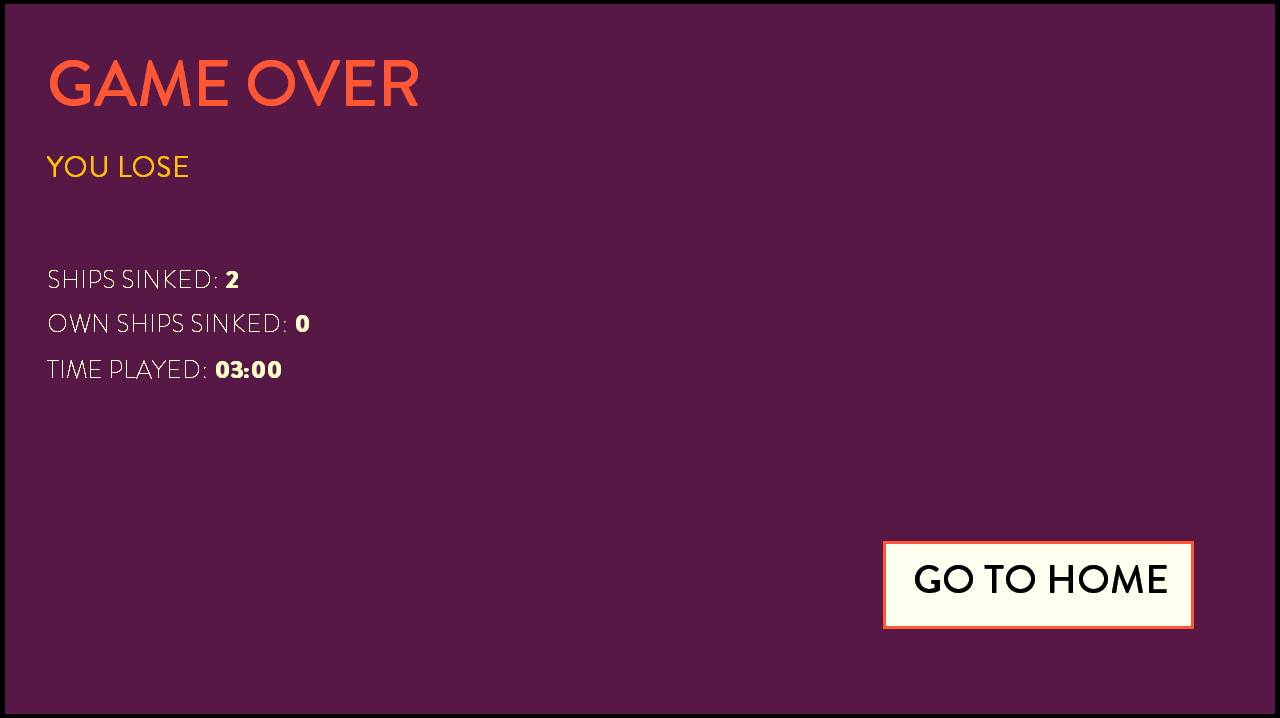 GAME OVER
YOU LOSE
SHIPS SINKED: 2
OWN SHIPS SINKED: 0
TIME PLAYED: 03:00
GO TO HOME